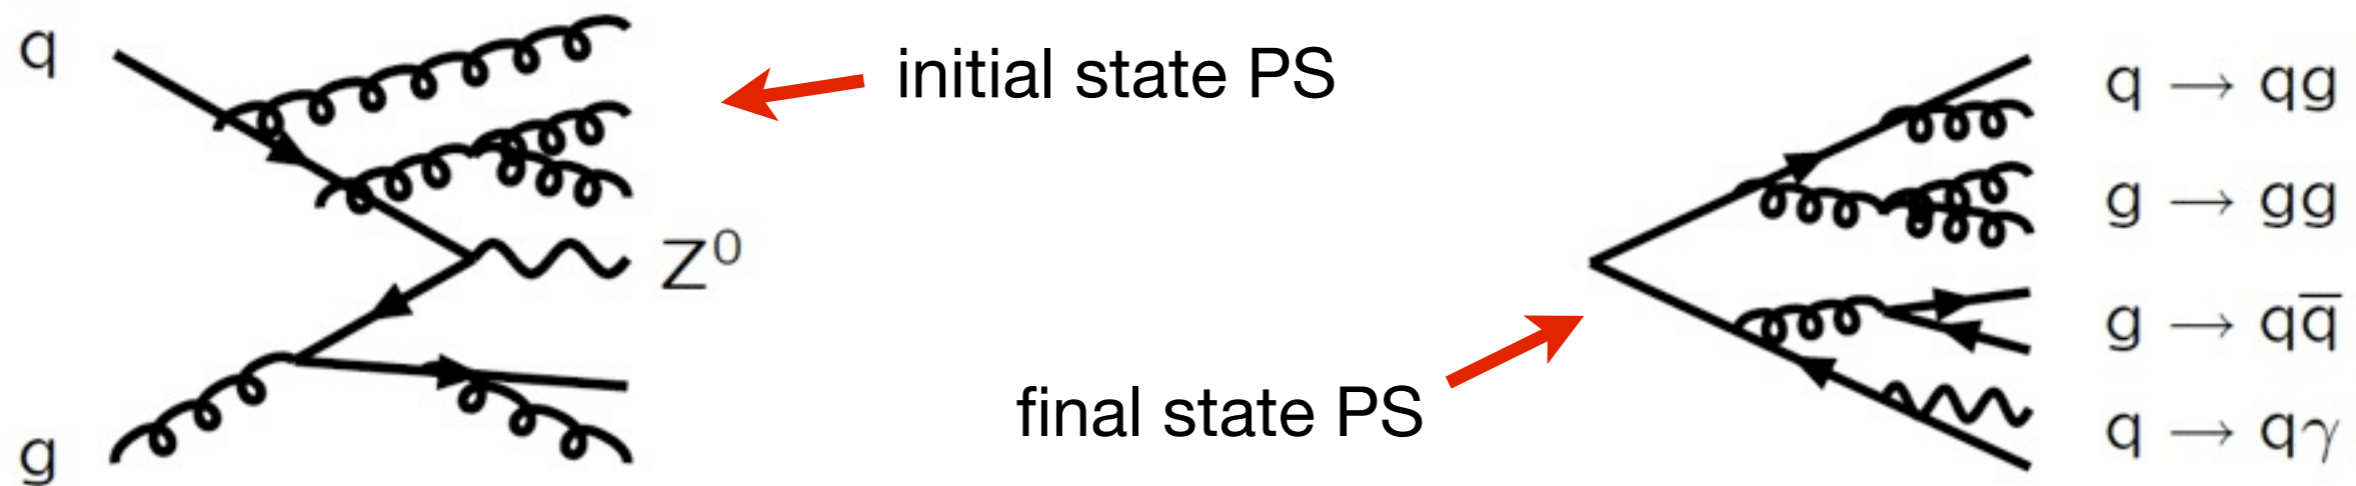 q
initial state PS
Z⁰
g
final state PS
q → qg
g → gg
g → qq̅
q → qγ